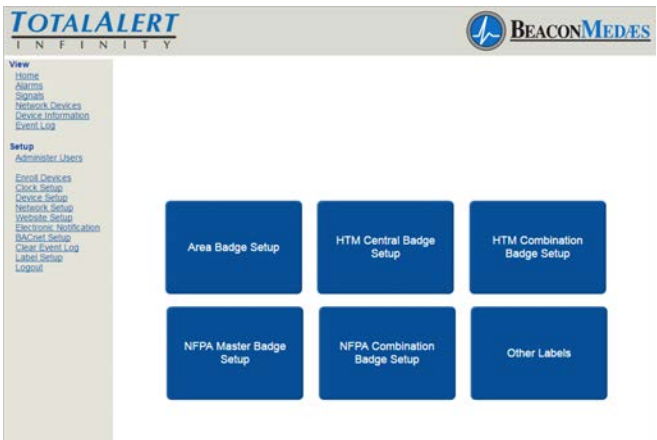 TOTALALERT
INFINITY
BEACONMEDÆS
View
Home
Alarms
Signals
Network Devices
Device Information
Event Log
Setup
Administer Users
Enroll Devices
Clock Setup
Device Setup
Network Setup
Website Setup
Electronic Notification
BACnet Setup
Clear Event Log
Label Setup
Logout
Area Badge Setup
HTM Central Badge
Setup
HTM Combination
Badge Setup
NFPA Master Badge
Setup
NFPA Combination
Badge Setup
Other Labels